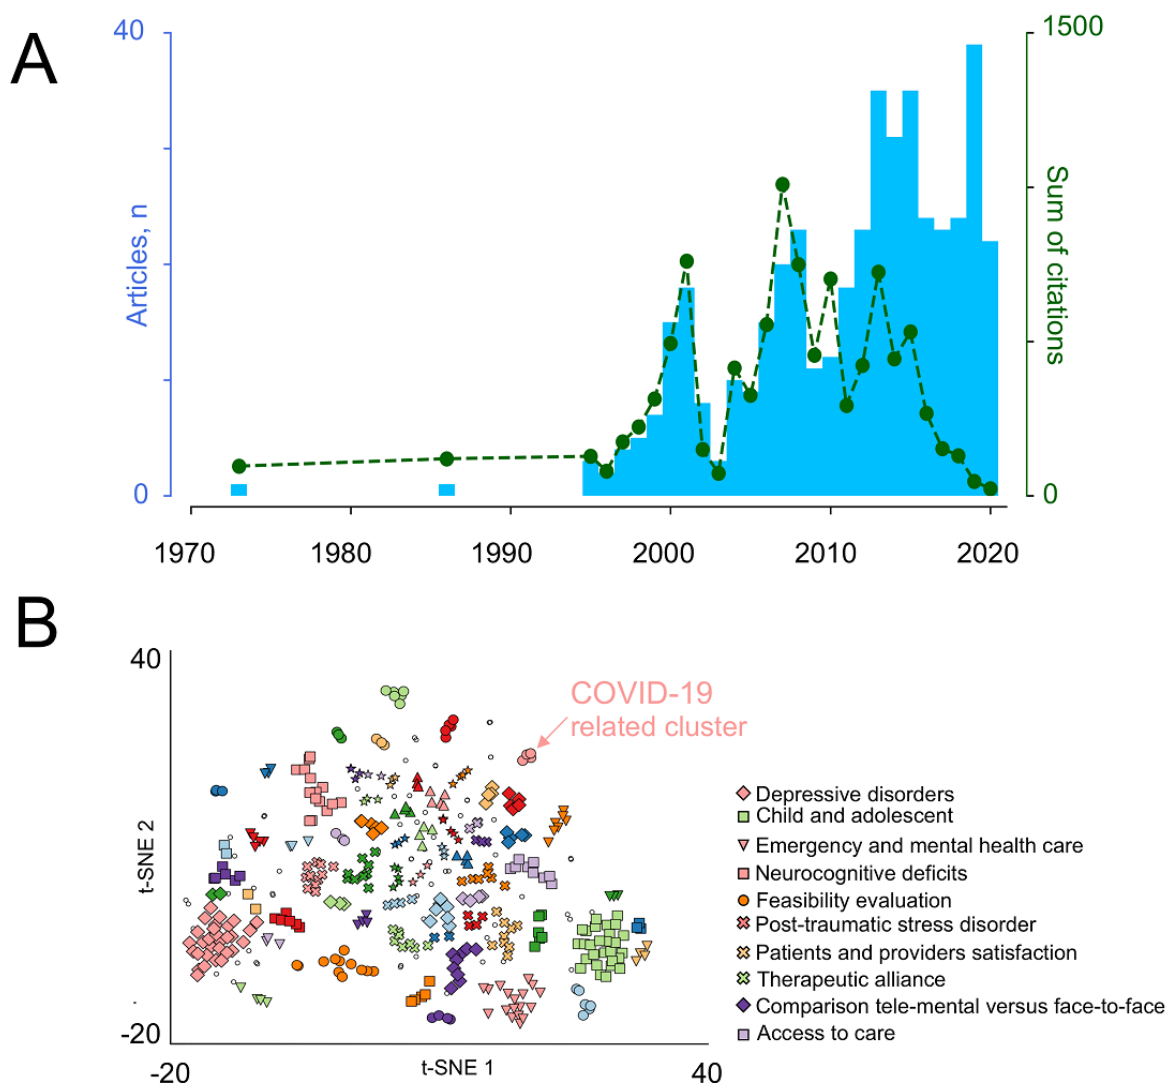 A
40
1500
Articles, n
Sum of citations
0
0
1970
1980
1990
2000
2010
2020
B
40
COVID-19
related cluster
t-SNE 2
Depressive disorders
Child and adolescent
Emergency and mental health care
Neurocognitive deficits
Feasibility evaluation
Post-traumatic stress disorder
Patients and providers satisfaction
Therapeutic alliance
Comparison tele-mental versus face-to-face
Access to care
-20
-20
t-SNE 1
40